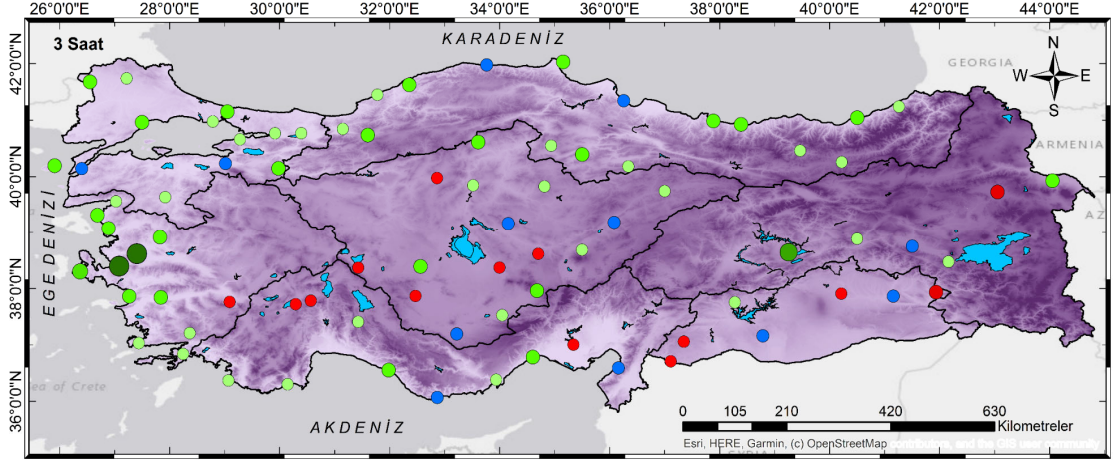 26°0'0"E 28°0'0"E 30°0'0"E 32°0'0"E 34°0'0"E 36°0'0"E 38°0'0"E 40°0'0"E 42°0'0"E 44°0'0"E
3 Saat
KARADENİZ
N
W E
S
GEORGIA
ARMENIA
AZ
42°0'0"N
40°0'0"N
38°0'0"N
36°0'0"N
EGE DENİZİ
Sea of Crete
AKDENİZ
0 105 210 420 630
Kilometreler
Esri, HERE, Garmin, (c) OpenStreetMap contributors, and the GIS user community
SYRIA